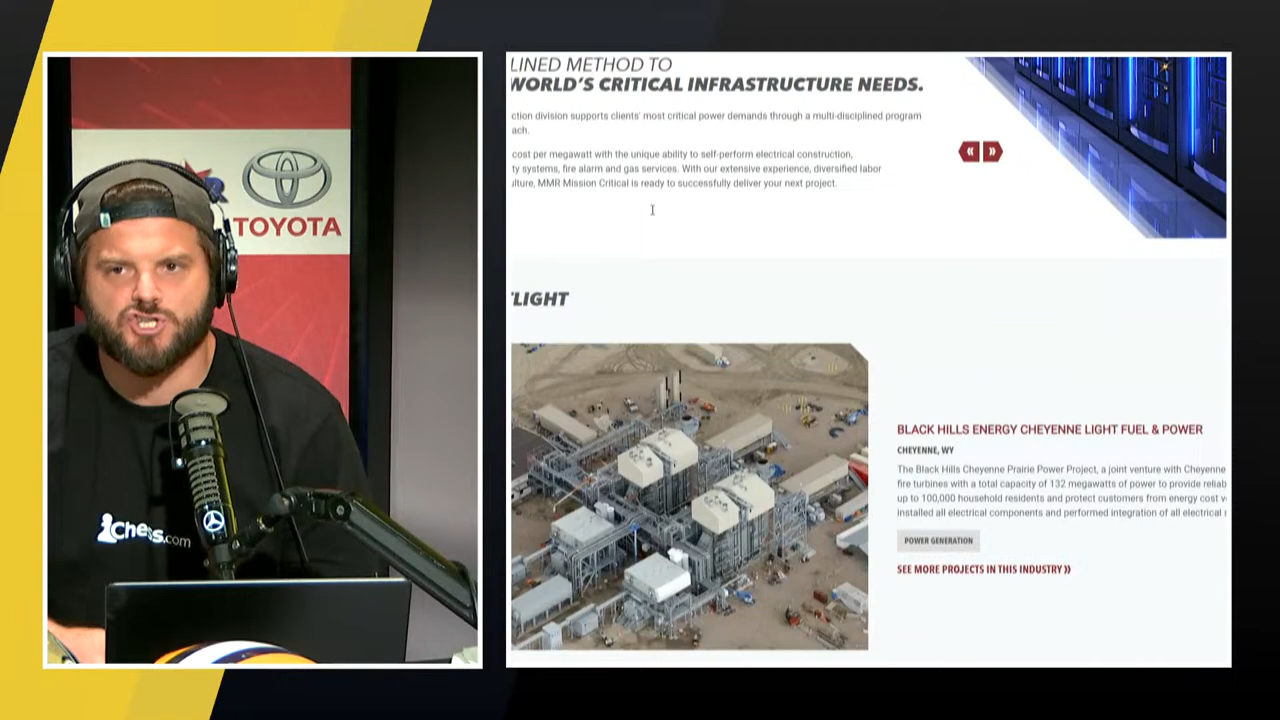 TOYOTA
Chess.com
LINED METHOD TO
WORLD'S CRITICAL INFRASTRUCTURE NEEDS.
ction division supports clients' most critical power demands through a multi-disciplined program
ach.
cost per megawatt with the unique ability to self-perform electrical construction,
ty systems, fire alarm and gas services. With our extensive experience, diversified labor
ulture, MMR Mission Critical is ready to successfully deliver your next project.
LIGHT
BLACK HILLS ENERGY CHEYENNE LIGHT FUEL & POWER
CHEYENNE, WY
The Black Hills Cheyenne Prairie Power Project, a joint venture with Cheyenne
fire turbines with a total capacity of 132 megawatts of power to provide reliab
up to 100,000 household residents and protect customers from energy cost v
installed all electrical components and performed integration of all electrical s
POWER GENERATION
SEE MORE PROJECTS IN THIS INDUSTRY »